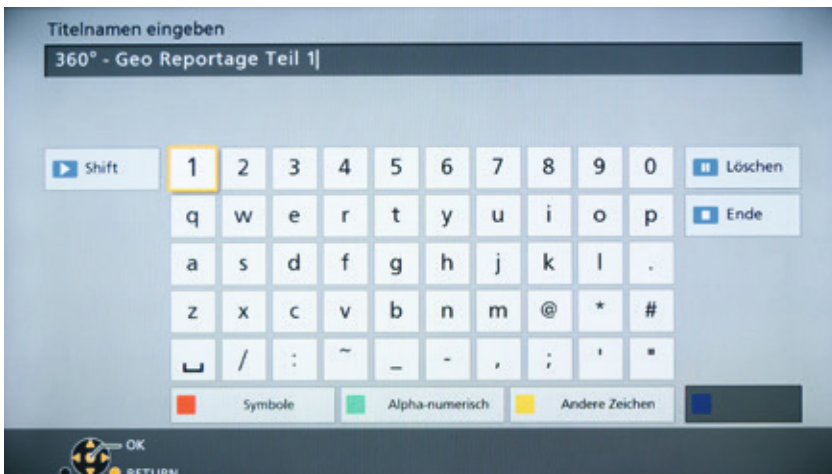 Titelnamen eingeben
360° - Geo Reportage Teil 1
Shift 1 2 3 4 5 6 7 8 9 0 Löschen
q w e r t y u i o p Ende
a s d f g h j k l .
z x c v b n m @ * #
␣ / : ~ _ - , ; ' "
Symbole Alpha-numerisch Andere Zeichen
OK
RETURN